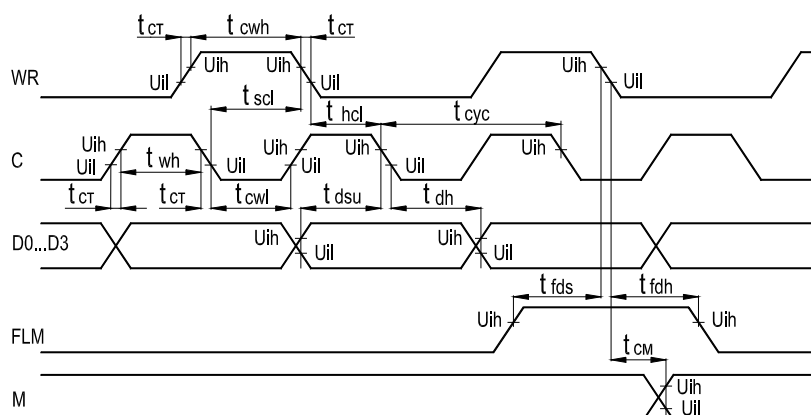 t CT t cwh t CT
WR Uil Uih Uih Uil Uih Uil
t scl t hcl t cyc
C Uil Uih Uil Uil Uih Uil Uih
t wh
t CT t CT t cwl t dsu t dh
D0...D3 Uih Uil Uih Uil
t fds t fdh
FLM Uih Uih
t CM
M Uih Uil